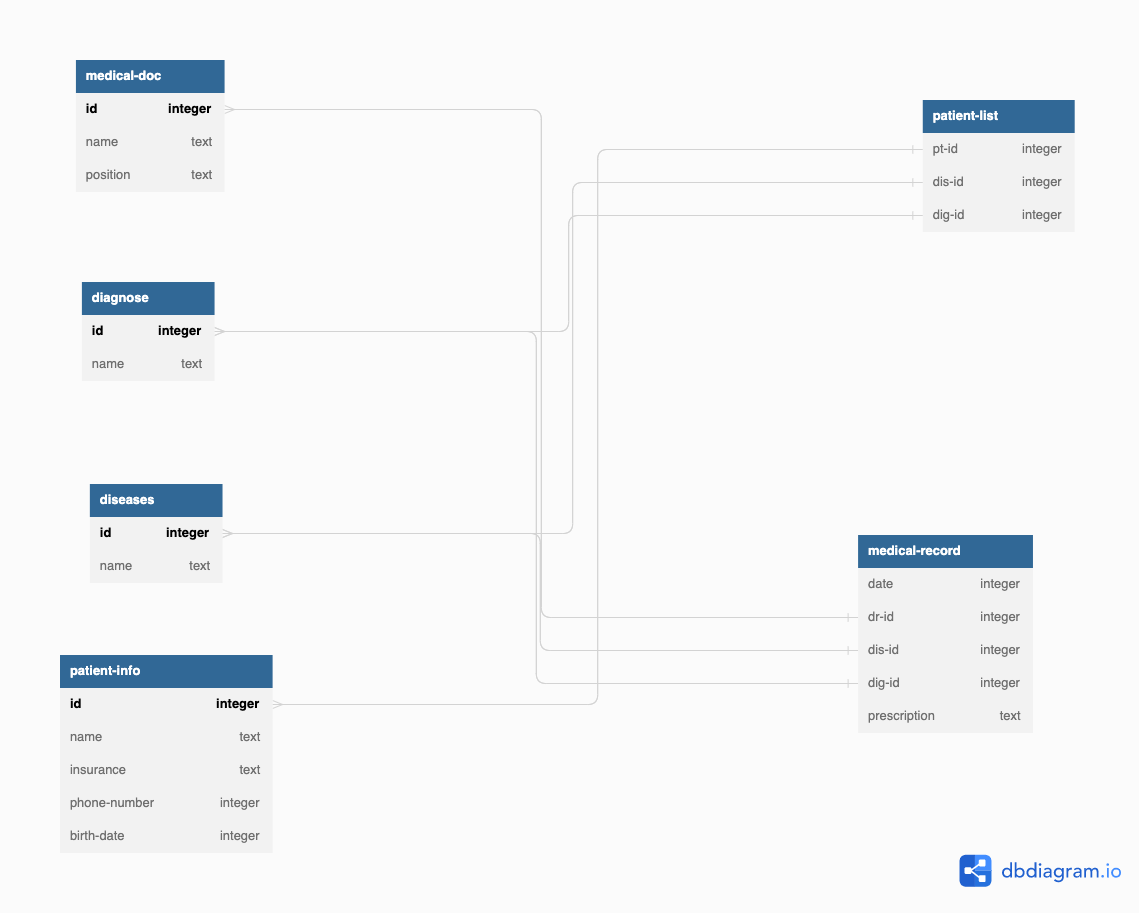 medical-doc
id integer
name text
position text
diagnose
id integer
name text
diseases
id integer
name text
patient-info
id integer
name text
insurance text
phone-number integer
birth-date integer
patient-list
pt-id integer
dis-id integer
dig-id integer
medical-record
date integer
dr-id integer
dis-id integer
dig-id integer
prescription text
dbdiagram.io